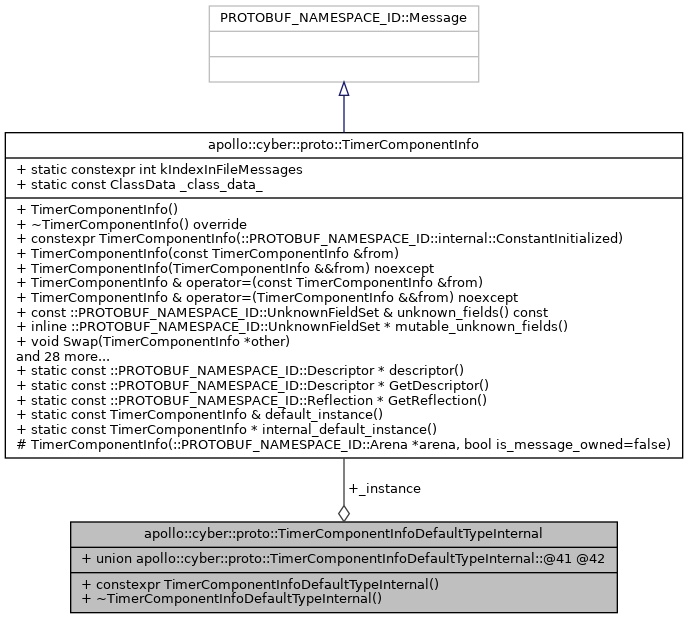 PROTOBUF_NAMESPACE_ID::Message
apollo::cyber::proto::TimerComponentInfo
+ static constexpr int kIndexInFileMessages
+ static const ClassData _class_data_
+ TimerComponentInfo()
+ ~TimerComponentInfo() override
+ constexpr TimerComponentInfo(::PROTOBUF_NAMESPACE_ID::internal::ConstantInitialized)
+ TimerComponentInfo(const TimerComponentInfo &from)
+ TimerComponentInfo(TimerComponentInfo &&from) noexcept
+ TimerComponentInfo & operator=(const TimerComponentInfo &from)
+ TimerComponentInfo & operator=(TimerComponentInfo &&from) noexcept
+ const ::PROTOBUF_NAMESPACE_ID::UnknownFieldSet & unknown_fields() const
+ inline ::PROTOBUF_NAMESPACE_ID::UnknownFieldSet * mutable_unknown_fields()
+ void Swap(TimerComponentInfo *other)
and 28 more...
+ static const ::PROTOBUF_NAMESPACE_ID::Descriptor * descriptor()
+ static const ::PROTOBUF_NAMESPACE_ID::Descriptor * GetDescriptor()
+ static const ::PROTOBUF_NAMESPACE_ID::Reflection * GetReflection()
+ static const TimerComponentInfo & default_instance()
+ static const TimerComponentInfo * internal_default_instance()
# TimerComponentInfo(::PROTOBUF_NAMESPACE_ID::Arena *arena, bool is_message_owned=false)
+_instance
apollo::cyber::proto::TimerComponentInfoDefaultTypeInternal
+ union apollo::cyber::proto::TimerComponentInfoDefaultTypeInternal::@41 @42
+ constexpr TimerComponentInfoDefaultTypeInternal()
+ ~TimerComponentInfoDefaultTypeInternal()